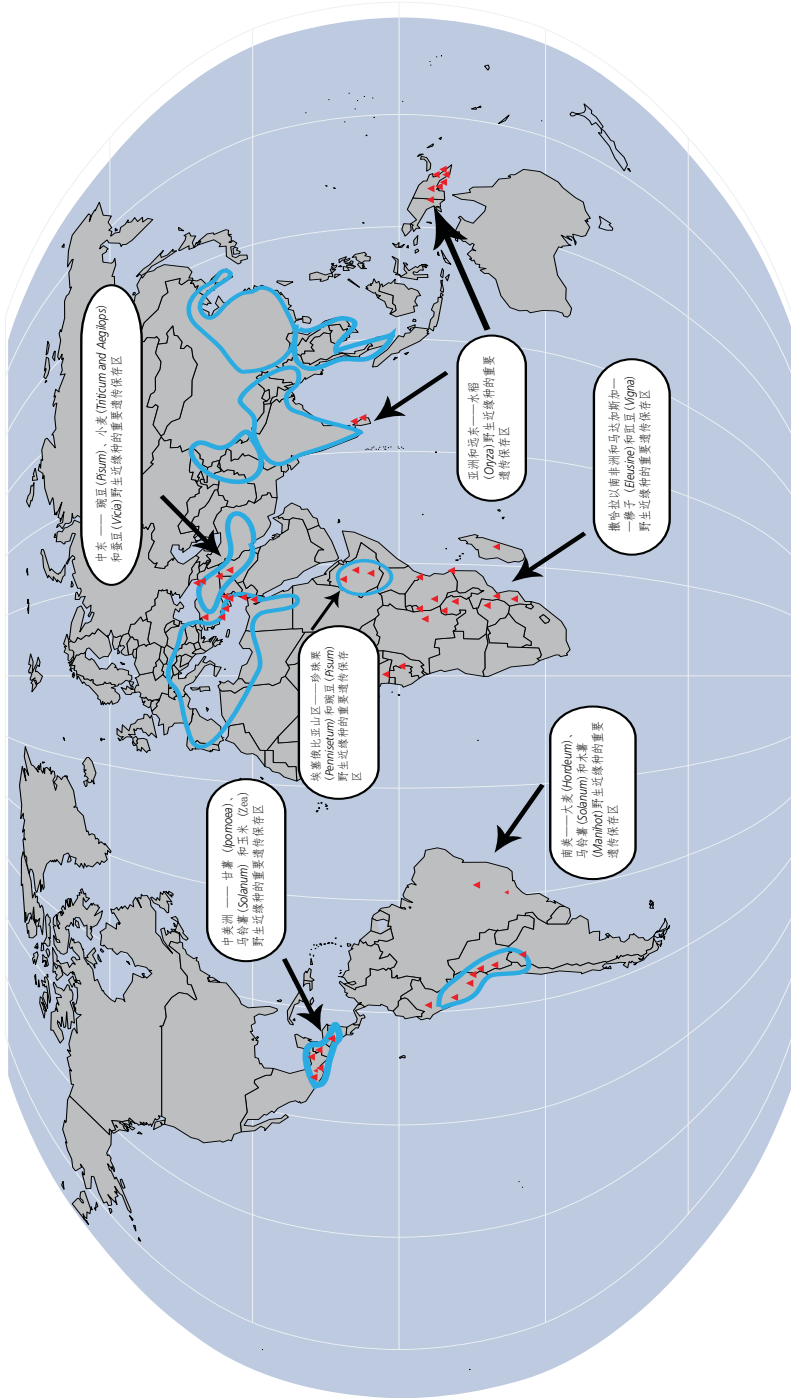 中美洲 —— 甘薯 (Ipomoea)、
马铃薯(Solanum) 和玉米 (Zea)
野生近缘种的重要遗传保存区
中东 —— 豌豆(Pisum)、小麦(Triticum and Aegilops)
和蚕豆(Vicia)野生近缘种的重要遗传保存区
埃塞俄比亚山区——珍珠粟
(Pennisetum)和豌豆(Pisum)
野生近缘种的重要遗传保存
区
亚洲和远东——水稻
(Oryza)野生近缘种的重要
遗传保存区
南美——大麦(Hordeum)、
马铃薯(Solanum)和木薯
(Manihot)野生近缘种的重要
遗传保存区
撒哈拉以南非洲和马达加斯加—
—䅟子 (Eleusine)和豇豆(Vigna)
野生近缘种的重要遗传保存区